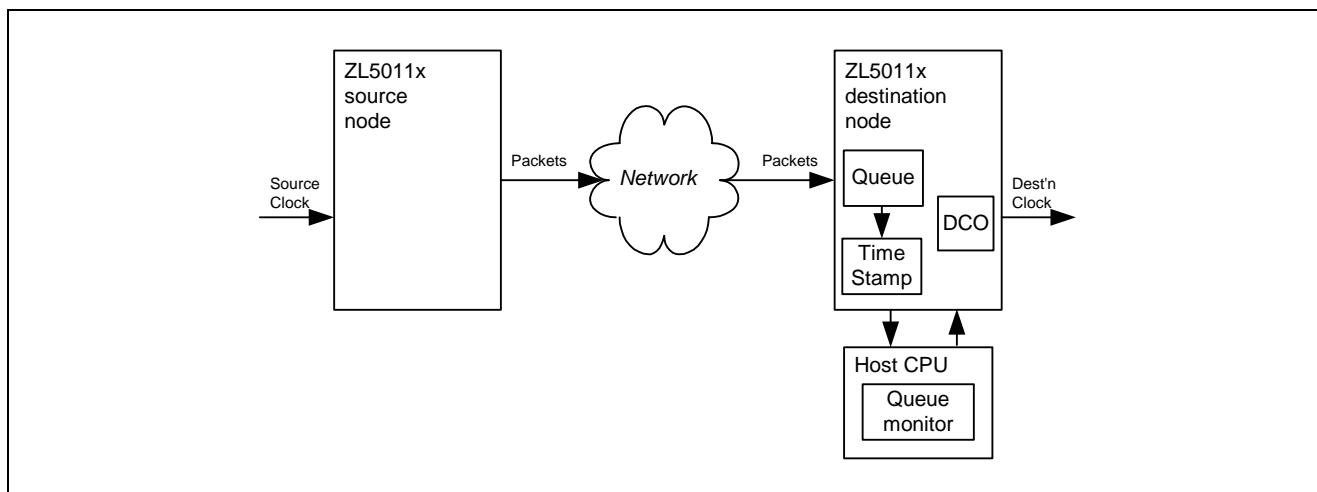 ZL5011x
source
node
Source
Clock
Packets
Network
Packets
ZL5011x
destination
node
Queue
Time
Stamp
DCO
Dest'n
Clock
Host CPU
Queue
monitor